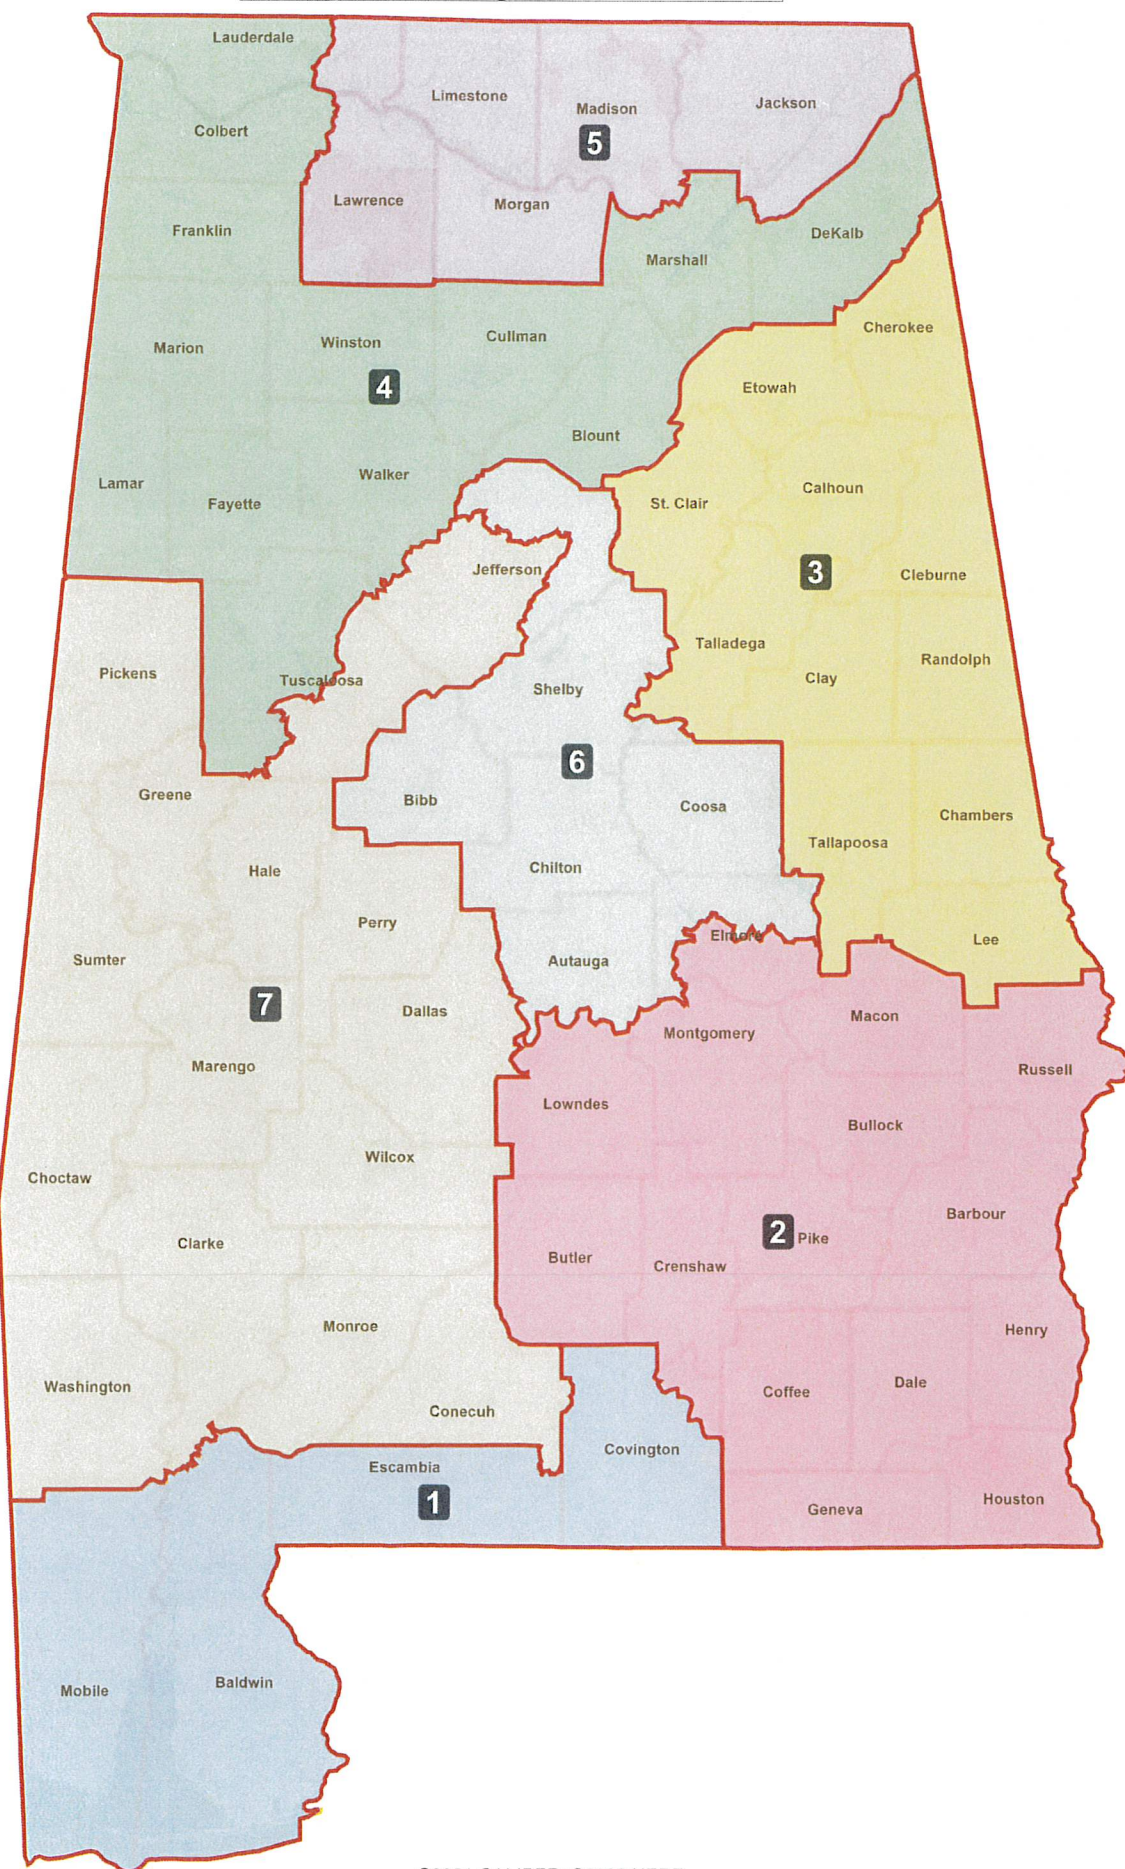 Lauderdale
Limestone
Madison
Jackson
Colbert
5
Lawrence
Morgan
Franklin
DeKalb
Marshall
Cherokee
Marion
Winston
Cullman
4
Etowah
Blount
Lamar
Walker
Fayette
St. Clair
Calhoun
Jefferson
3
Cleburne
Pickens
Tuscaloosa
Talladega
Randolph
Shelby
Clay
6
Greene
Bibb
Coosa
Chambers
Tallapoosa
Hale
Chilton
Perry
Elmore
Lee
Sumter
Autauga
7
Dallas
Montgomery
Macon
Marengo
Russell
Lowndes
Bullock
Choctaw
Wilcox
Barbour
Clarke
2
Pike
Butler
Crenshaw
Monroe
Henry
Washington
Conecuh
Coffee
Dale
Covington
Escambia
1
Geneva
Houston
Mobile
Baldwin